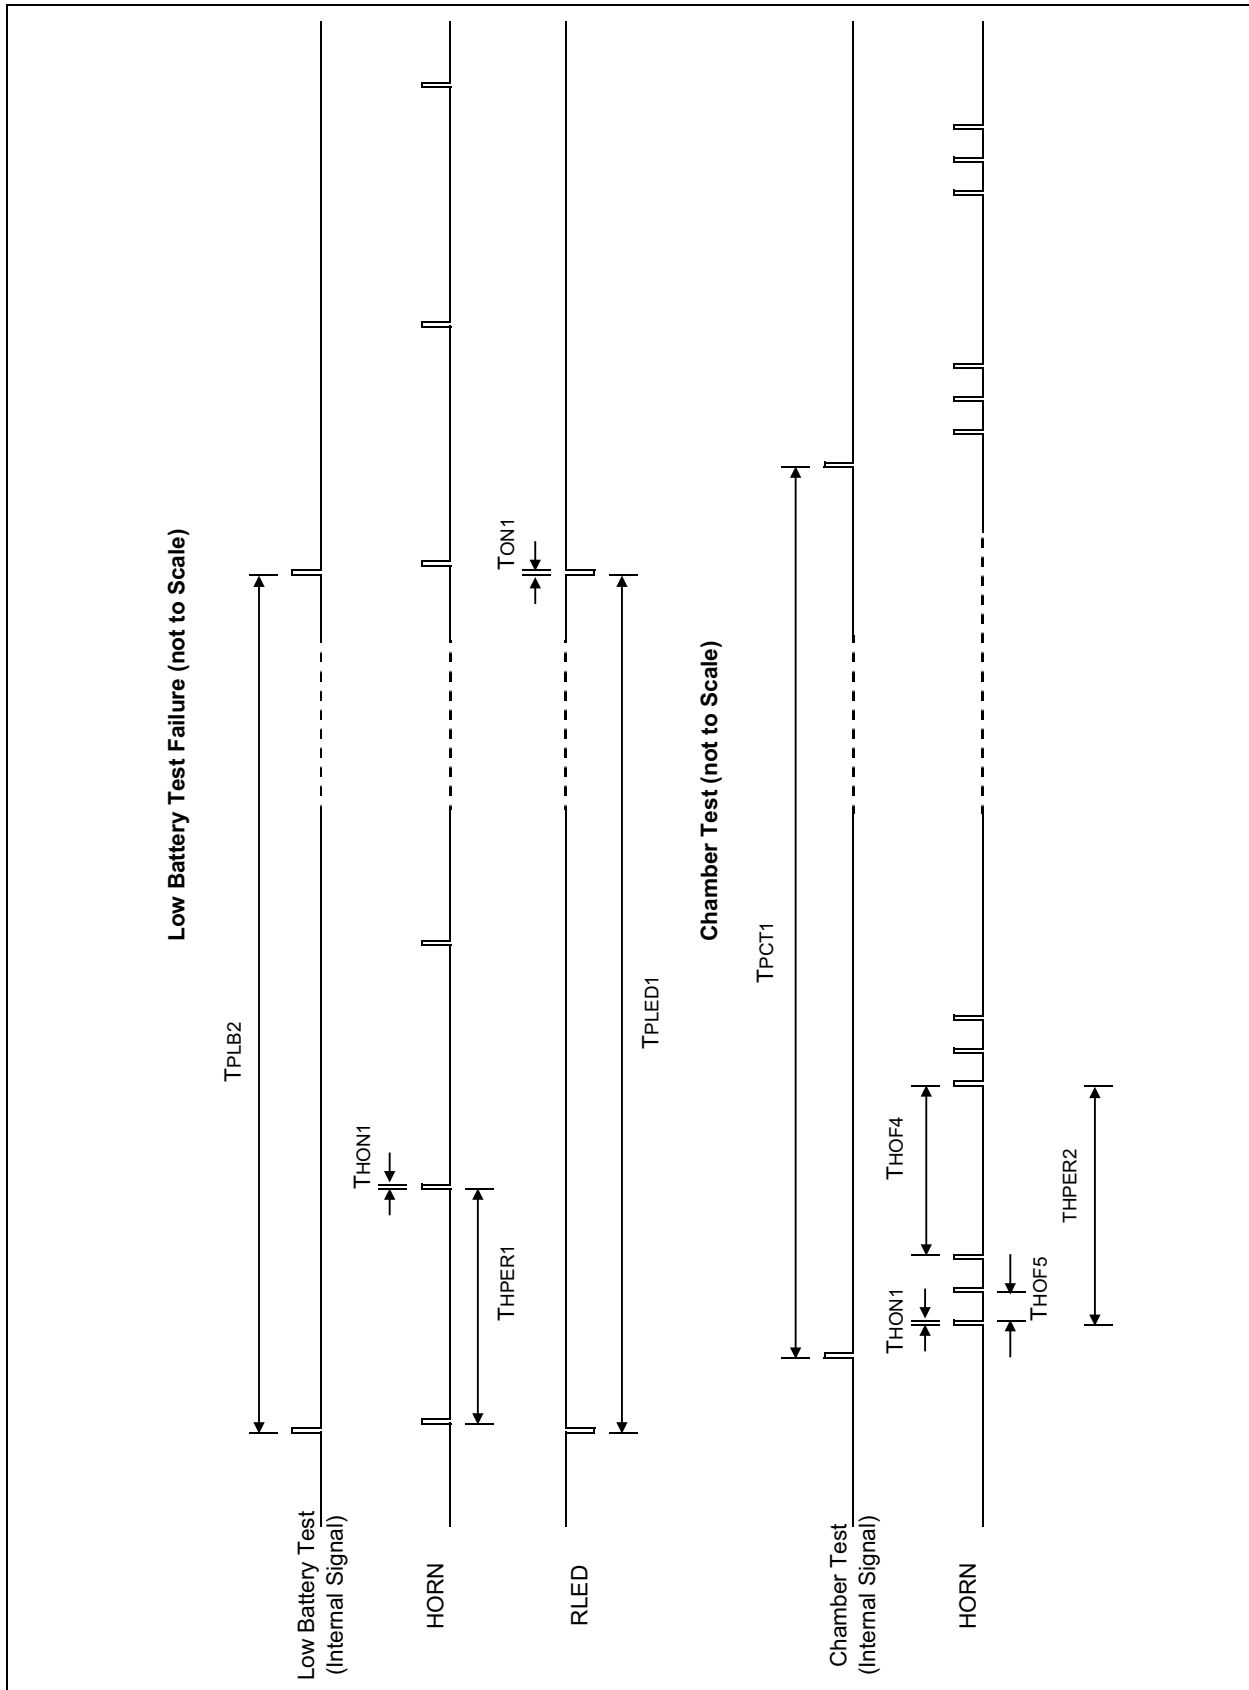 Low Battery Test Failure (not to Scale)
TPLB2
Low Battery Test
(Internal Signal)
THON1
THPER1
HORN
TON1
TPLED1
RLED
Chamber Test (not to Scale)
TPCT1
Chamber Test
(Internal Signal)
THON1
THOF4
THOF5
THPER2
HORN